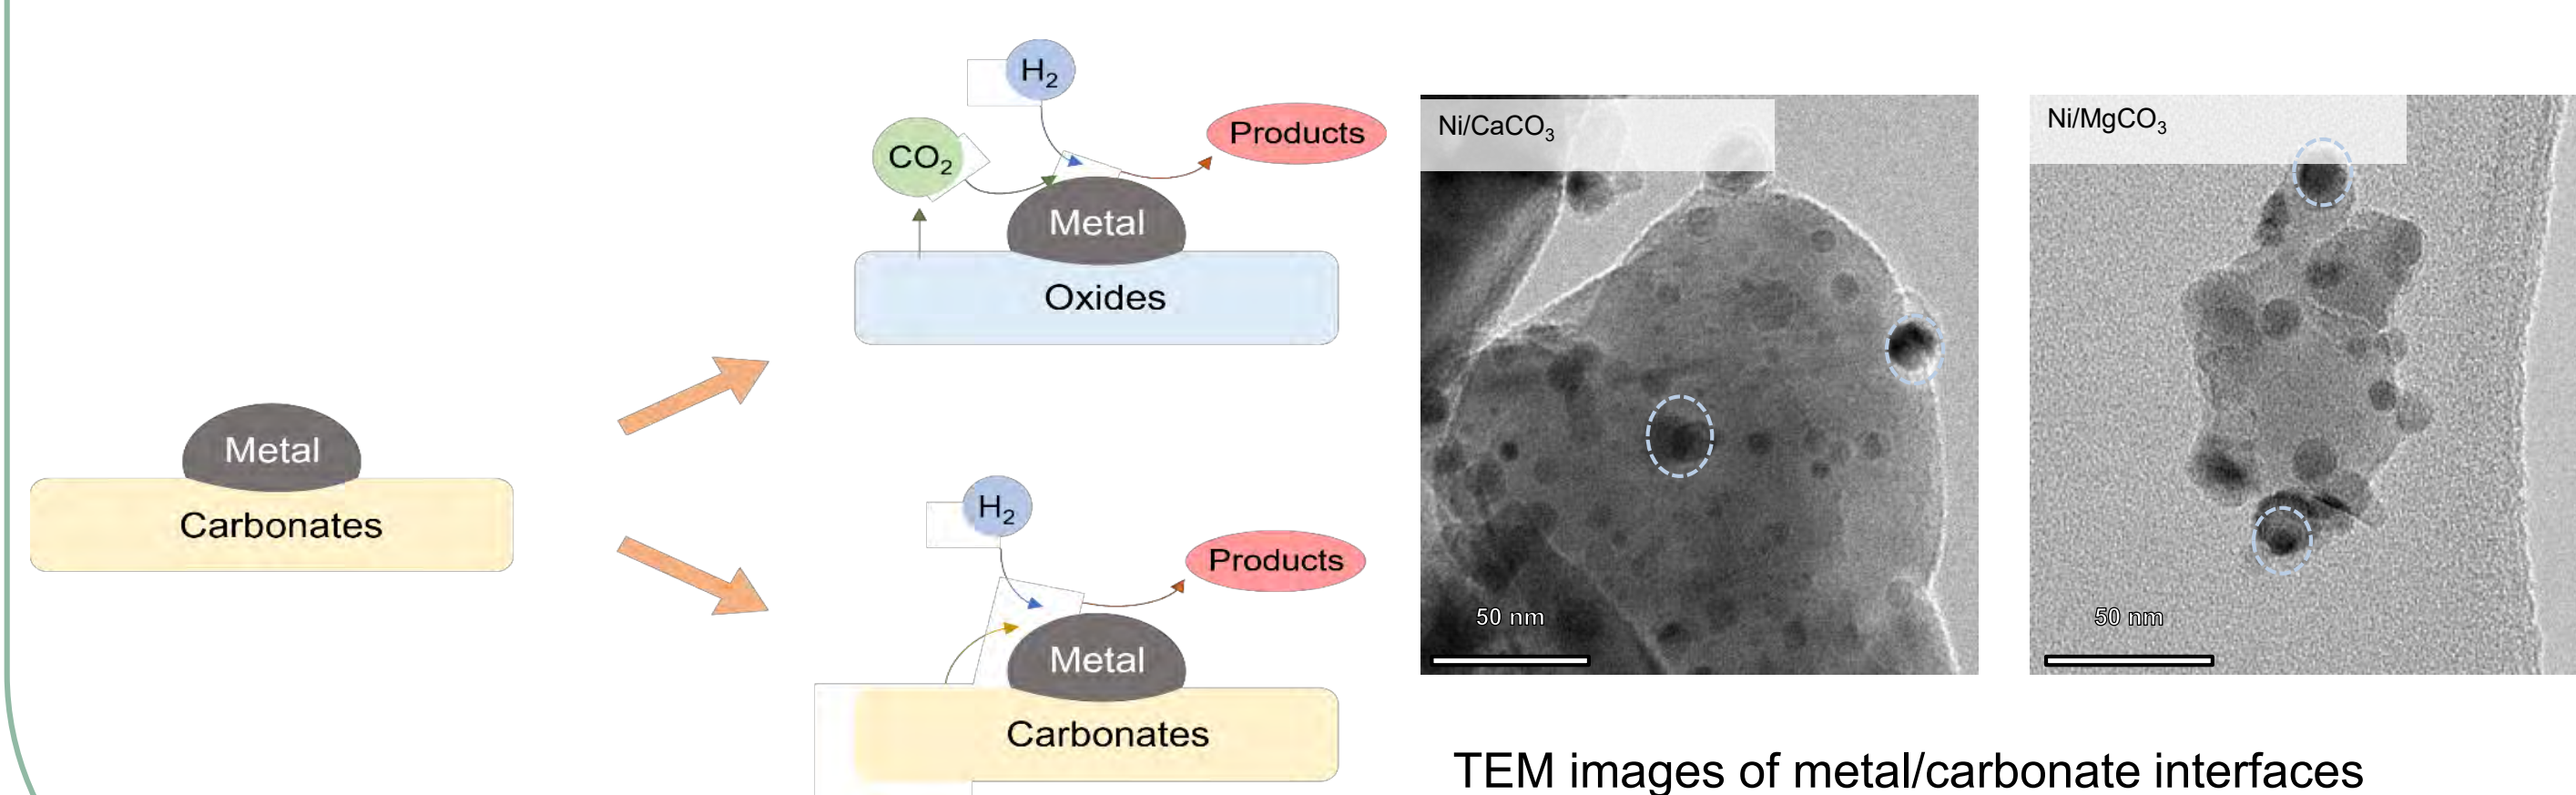 Metal
Carbonates
H₂
CO₂
Products
Metal
Oxides
H₂
Products
Metal
Carbonates
Ni/CaCO₃
50 nm
Ni/MgCO₃
50 nm
TEM images of metal/carbonate interfaces